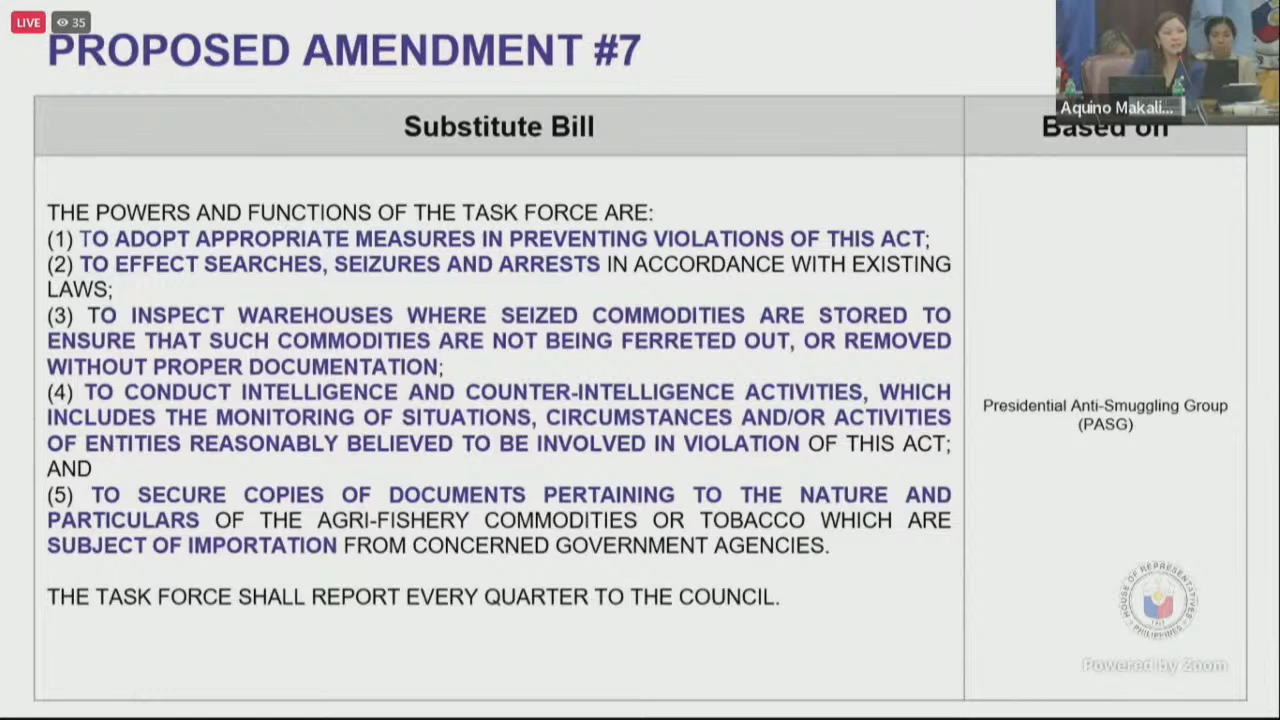 LIVE 35
PROPOSED AMENDMENT #7
Aquino Makali...
Substitute Bill
Based on
THE POWERS AND FUNCTIONS OF THE TASK FORCE ARE:
(1) TO ADOPT APPROPRIATE MEASURES IN PREVENTING VIOLATIONS OF THIS ACT;
(2) TO EFFECT SEARCHES, SEIZURES AND ARRESTS IN ACCORDANCE WITH EXISTING
LAWS;
(3) TO INSPECT WAREHOUSES WHERE SEIZED COMMODITIES ARE STORED TO
ENSURE THAT SUCH COMMODITIES ARE NOT BEING FERRETED OUT, OR REMOVED
WITHOUT PROPER DOCUMENTATION;
(4) TO CONDUCT INTELLIGENCE AND COUNTER-INTELLIGENCE ACTIVITIES, WHICH
INCLUDES THE MONITORING OF SITUATIONS, CIRCUMSTANCES AND/OR ACTIVITIES
OF ENTITIES REASONABLY BELIEVED TO BE INVOLVED IN VIOLATION OF THIS ACT;
AND
(5) TO SECURE COPIES OF DOCUMENTS PERTAINING TO THE NATURE AND
PARTICULARS OF THE AGRI-FISHERY COMMODITIES OR TOBACCO WHICH ARE
SUBJECT OF IMPORTATION FROM CONCERNED GOVERNMENT AGENCIES.
THE TASK FORCE SHALL REPORT EVERY QUARTER TO THE COUNCIL.
Presidential Anti-Smuggling Group
(PASG)
HOUSE OF REPRESENTATIVES
PHILIPPINES
Powered by Zoom